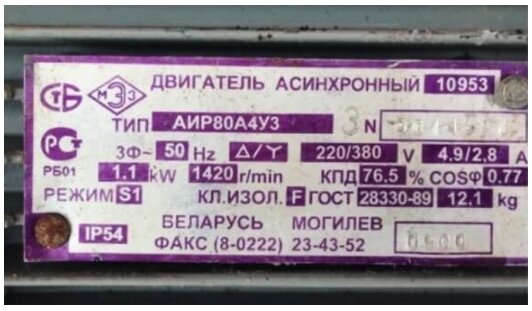 ДВИГАТЕЛЬ АСИНХРОННЫЙ 10953
СТБ МЭЗ
ТИП АИР80А4У3 3 N
РСТ
РБ01
3Ф~ 50 Hz Δ/Y 220/380 V 4.9/2,8 A
1,1 kW 1420 r/min КПД 76.5 % COSФ 0.77
РЕЖИМ S1 КЛ.ИЗОЛ. F ГОСТ 28330-89 12,1 kg
IP54 БЕЛАРУСЬ МОГИЛЕВ
ФАКС (8-0222) 23-43-52